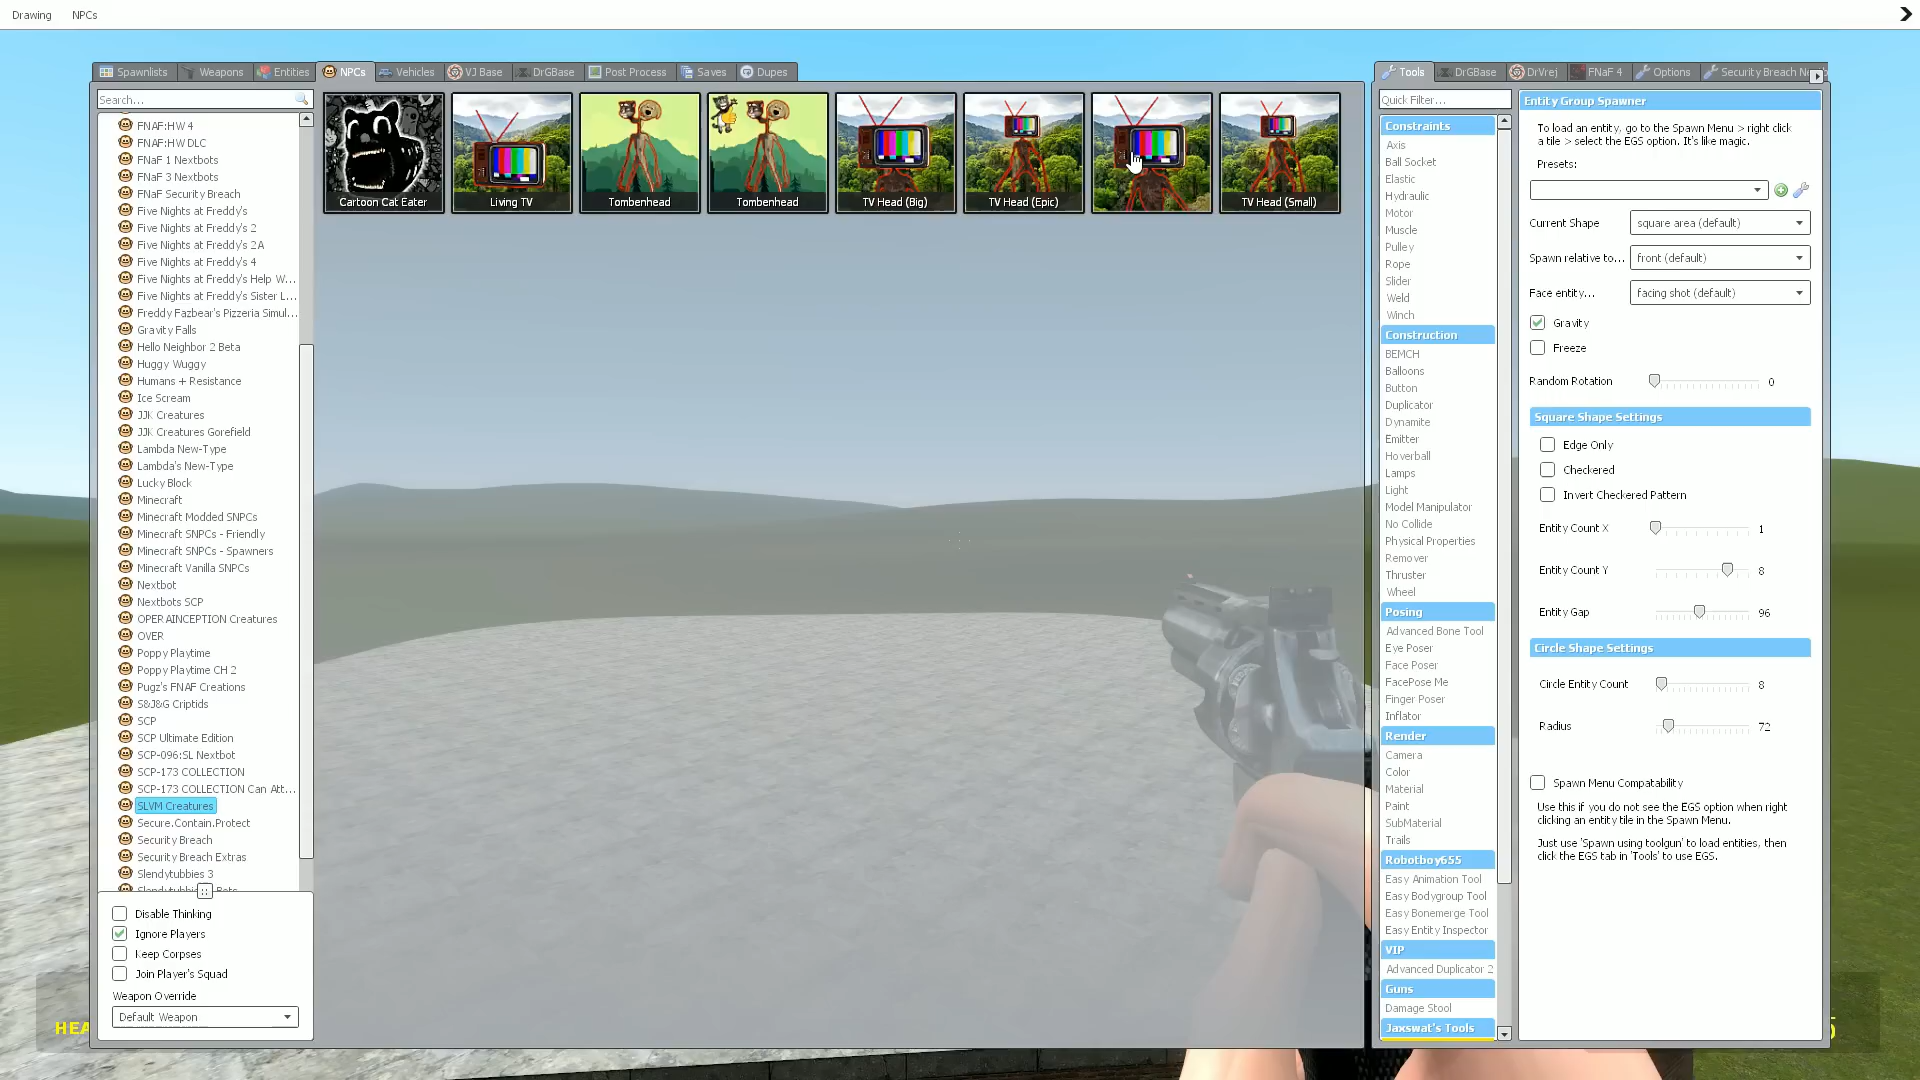 Drawing NPCs
Spawnlists Weapons Entities NPCs Vehicles VJ Base DrGBase Post Process Saves Dupes
Search...
FNAF:HW 4
FNAF:HW DLC
FNAF 1 Nextbots
FNAF 3 Nextbots
FNaF Security Breach
Five Nights at Freddy's
Five Nights at Freddy's 2
Five Nights at Freddy's 2A
Five Nights at Freddy's 4
Five Nights at Freddy's Help W...
Five Nights at Freddy's Sister L...
Freddy Fazbear's Pizzeria Simul...
Gravity Falls
Hello Neighbor 2 Beta
Huggy Wuggy
Humans + Resistance
Ice Scream
JJK Creatures
JJK Creatures Gorefield
Lambda New-Type
Lambda's New-Type
Lucky Block
Minecraft
Minecraft Modded SNPCs
Minecraft SNPCs - Friendly
Minecraft SNPCs - Spawners
Minecraft Vanilla SNPCs
Nextbot
Nextbots SCP
OPERAINCEPTION Creatures
OVER
Poppy Playtime
Poppy Playtime CH 2
Pugz's FNAF Creations
S&J&G Criptids
SCP
SCP Ultimate Edition
SCP-096:SL Nextbot
SCP-173 COLLECTION
SCP-173 COLLECTION Can Att...
SLVM Creatures
Secure.Contain.Protect
Security Breach
Security Breach Extras
Slendytubbies 3
Disable Thinking
Ignore Players
Keep Corpses
Join Player's Squad
Weapon Override
Default Weapon
HEA
Cartoon Cat Eater
Living TV
Tombenhead
Tombenhead
TV Head (Big)
TV Head (Epic)
TV Head (Small)
Tools DrGBase DrVrej FNaF 4 Options Security Breach
Quick Filter...
Constraints
Axis
Ball Socket
Elastic
Hydraulic
Motor
Muscle
Pulley
Rope
Slider
Weld
Winch
Construction
BEMCH
Balloons
Button
Duplicator
Dynamite
Emitter
Hoverball
Lamps
Light
Model Manipulator
No Collide
Physical Properties
Remover
Thruster
Wheel
Posing
Advanced Bone Tool
Eye Poser
Face Poser
FacePose Me
Finger Poser
Inflator
Render
Camera
Color
Material
Paint
SubMaterial
Trails
Robotboy655
Easy Animation Tool
Easy Bodygroup Tool
Easy Bonemerge Tool
Easy Entity Inspector
VIP
Advanced Duplicator 2
Guns
Damage Stool
Jaxswat's Tools
Entity Group Spawner
To load an entity, go to the Spawn Menu > right click
a tile > select the EGS option. It's like magic.
Presets:
Current Shape square area (default)
Spawn relative to... front (default)
Face entity... facing shot (default)
Gravity
Freeze
Random Rotation 0
Square Shape Settings
Edge Only
Checkered
Invert Checkered Pattern
Entity Count X 1
Entity Count Y 8
Entity Gap 96
Circle Shape Settings
Circle Entity Count 8
Radius 72
Spawn Menu Compatability
Use this if you do not see the EGS option when right
clicking an entity tile in the Spawn Menu.
Just use 'Spawn using toolgun' to load entities, then
click the EGS tab in 'Tools' to use EGS.